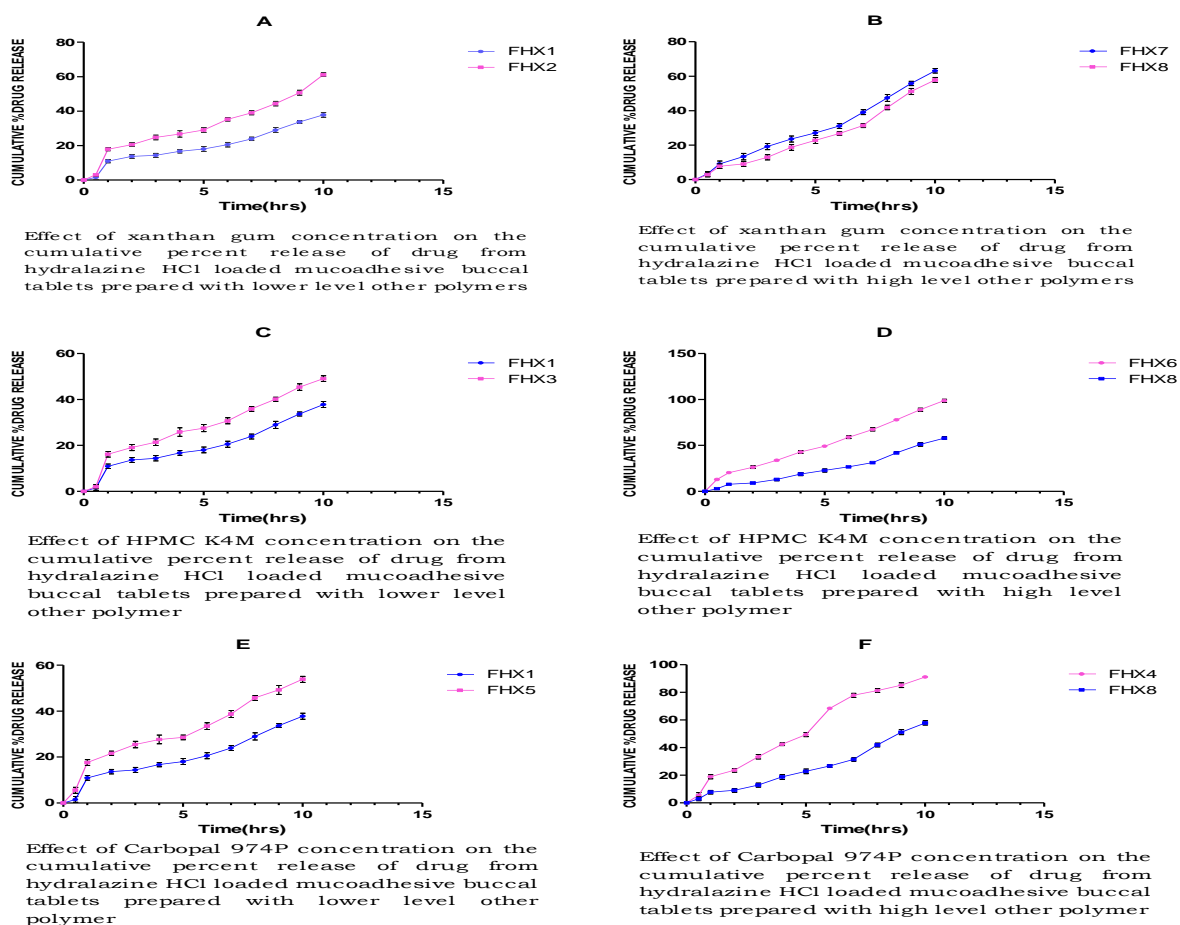 A
80
60
40
20
0
0
5
10
15
CUMULATIVE %DRUG RELEASE
Time(hrs)
FHX1
FHX2
Effect of xanthan gum concentration on the
cumulative percent release of drug from
hydralazine HCl loaded mucoadhesive buccal
tablets prepared with lower level other polymers
B
80
60
40
20
0
0
5
10
15
CUMULATIVE %DRUG RELEASE
Time(hrs)
FHX7
FHX8
Effect of xanthan gum concentration on the
cumulative percent release of drug from
hydralazine HCl loaded mucoadhesive buccal
tablets prepared with high level other polymers
C
60
40
20
0
0
5
10
15
CUMULATIVE %DRUG RELEASE
Time(hrs)
FHX1
FHX3
Effect of HPMC K4M concentration on the
cumulative percent release of drug from
hydralazine HCl loaded mucoadhesive
buccal tablets prepared with lower level
other polymer
D
150
100
50
0
0
5
10
15
CUMULATIVE %DRUG RELEASE
Time(hrs)
FHX6
FHX8
Effect of HPMC K4M concentration on the
cumulative percent release of drug from
hydralazine HCl loaded mucoadhesive
buccal tablets prepared with high level
other polymer
E
60
40
20
0
0
5
10
15
CUMULATIVE %DRUG RELEASE
Time(hrs)
FHX1
FHX5
Effect of Carbopal 974P concentration on the
cumulative percent release of drug from
hydralazine HCl loaded mucoadhesive buccal
tablets prepared with lower level other
polymer
F
100
80
60
40
20
0
0
5
10
15
CUMULATIVE %DRUG RELEASE
Time(hrs)
FHX4
FHX8
Effect of Carbopal 974P concentration on the
cumulative percent release of drug from
hydralazine HCl loaded mucoadhesive buccal
tablets prepared with high level other polymer